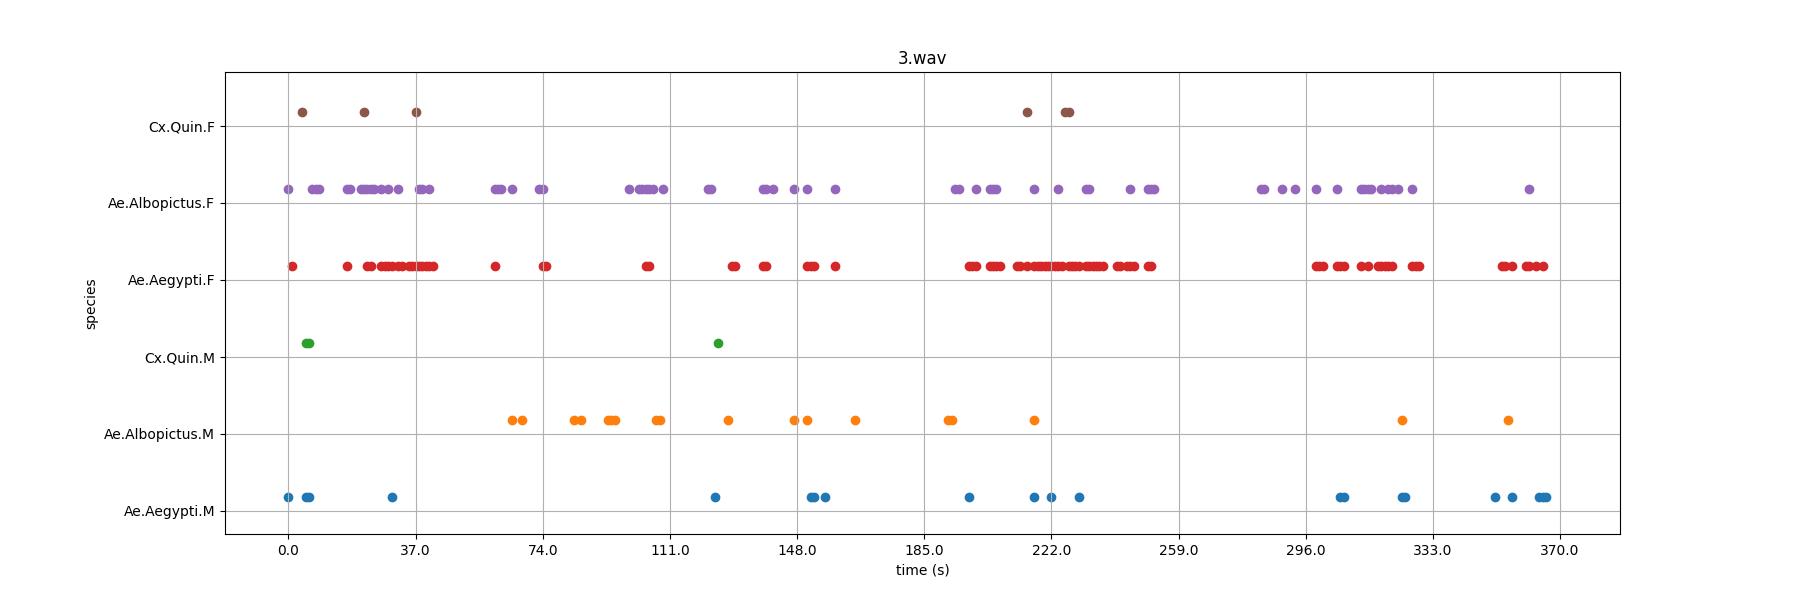 3.wav
Cx.Quin.F
Ae.Albopictus.F
Ae.Aegypti.F
Cx.Quin.M
Ae.Albopictus.M
Ae.Aegypti.M
species
0.0 37.0 74.0 111.0 148.0 185.0 222.0 259.0 296.0 333.0 370.0
time (s)